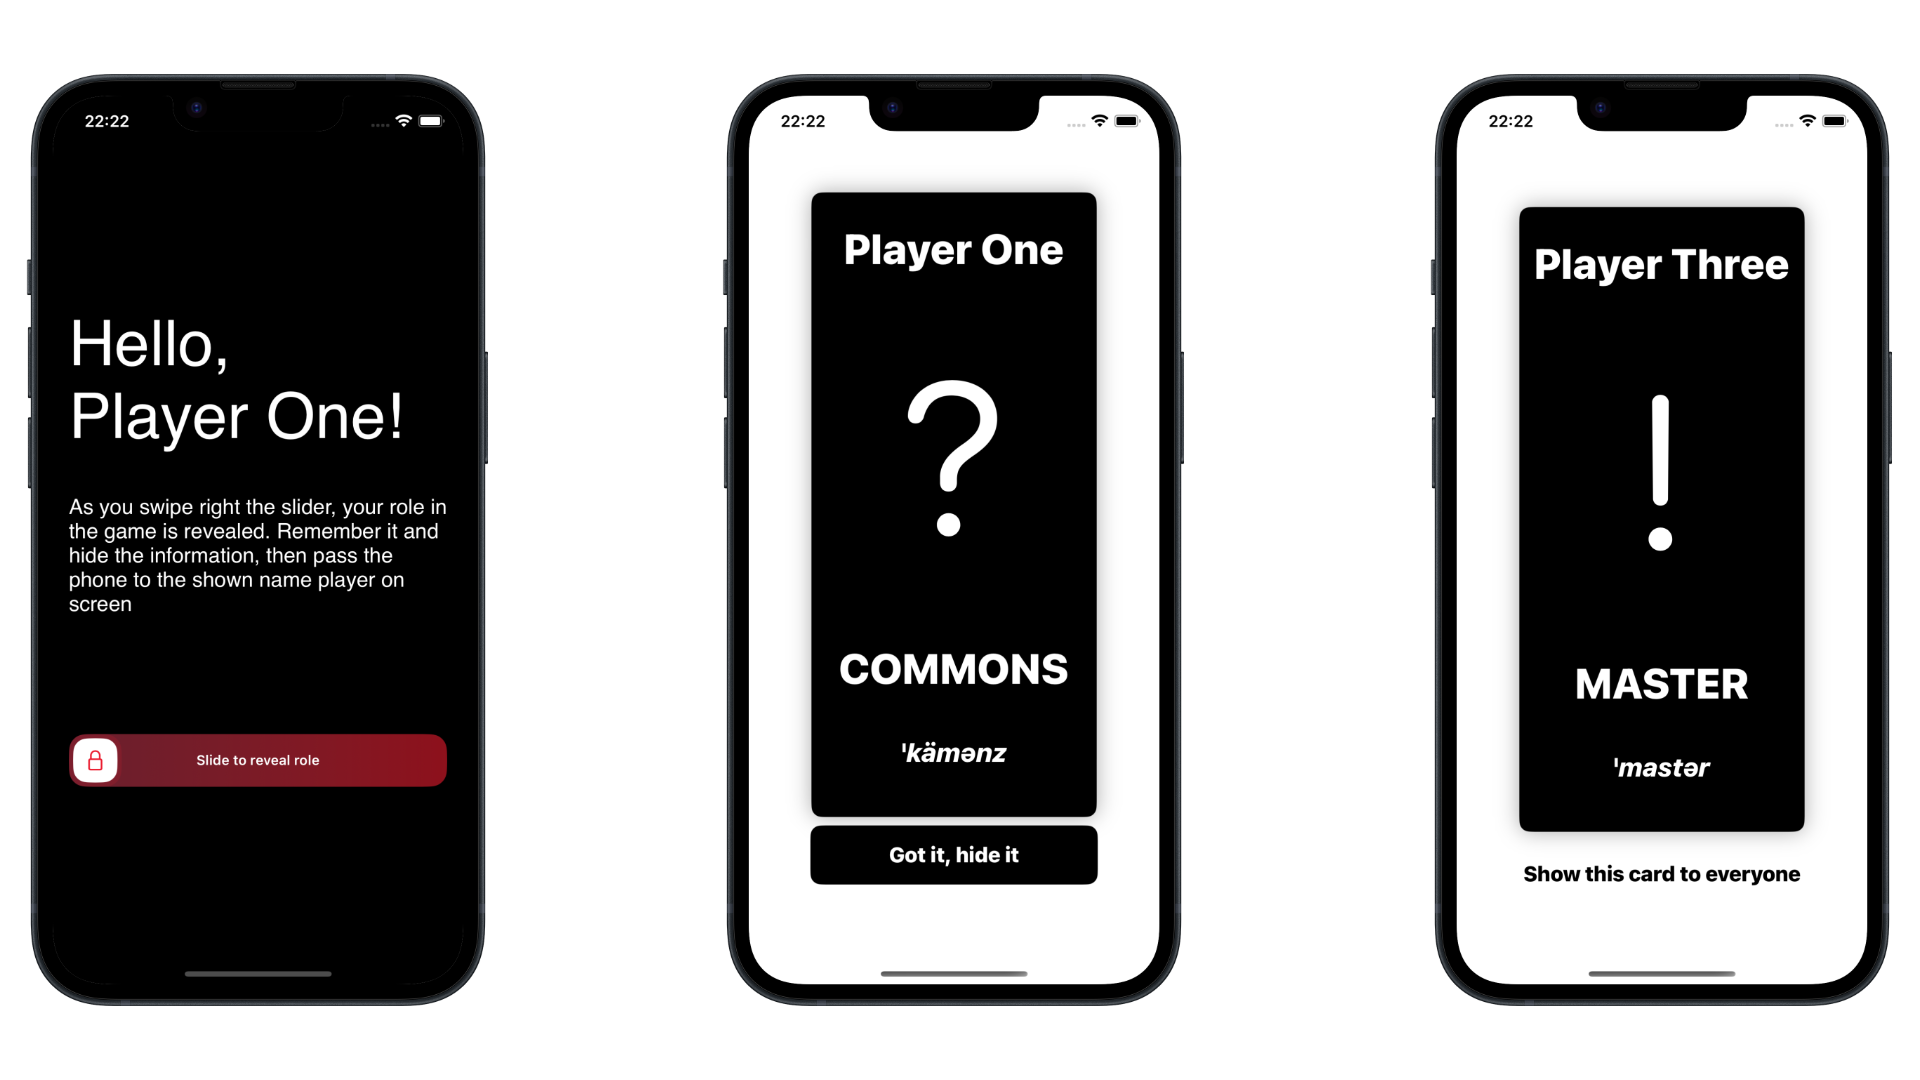 22:22
Hello,
Player One!
As you swipe right the slider, your role in
the game is revealed. Remember it and
hide the information, then pass the
phone to the shown name player on
screen
Slide to reveal role
22:22
Player One
?
COMMONS
'kämənz
Got it, hide it
22:22
Player Three
!
MASTER
'mastər
Show this card to everyone